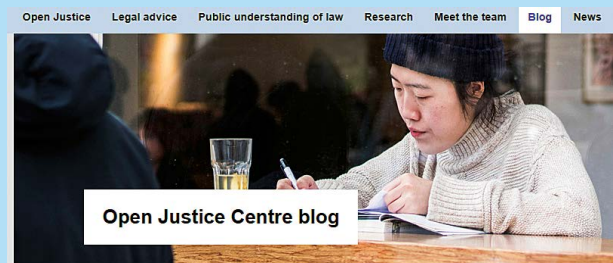 Open Justice Legal advice Public understanding of law Research Meet the team Blog News
Open Justice Centre blog